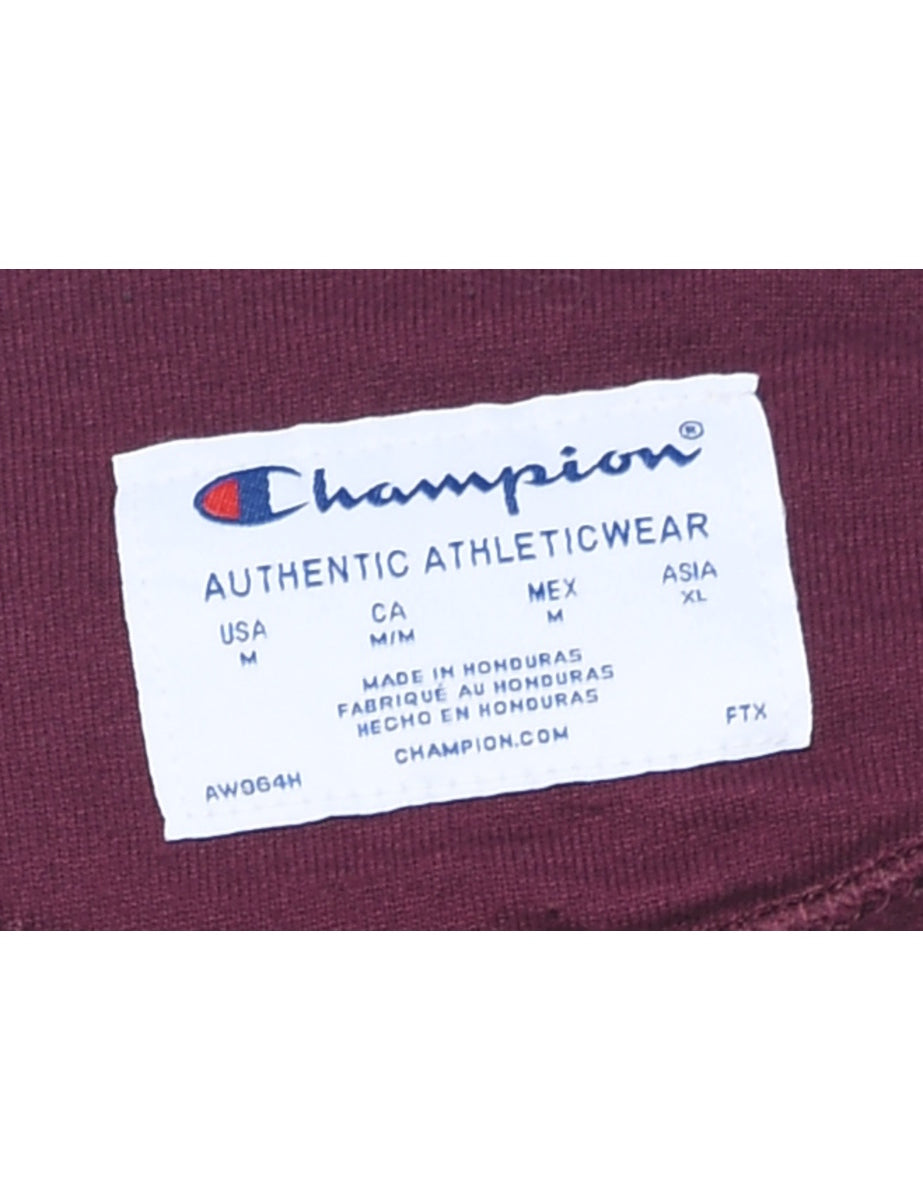 Champion®
AUTHENTIC ATHLETICWEAR
USA CA MEX ASIA
M M/M M XL
MADE IN HONDURAS
FABRIQUÉ AU HONDURAS
HECHO EN HONDURAS
CHAMPION.COM
AW964H FTX